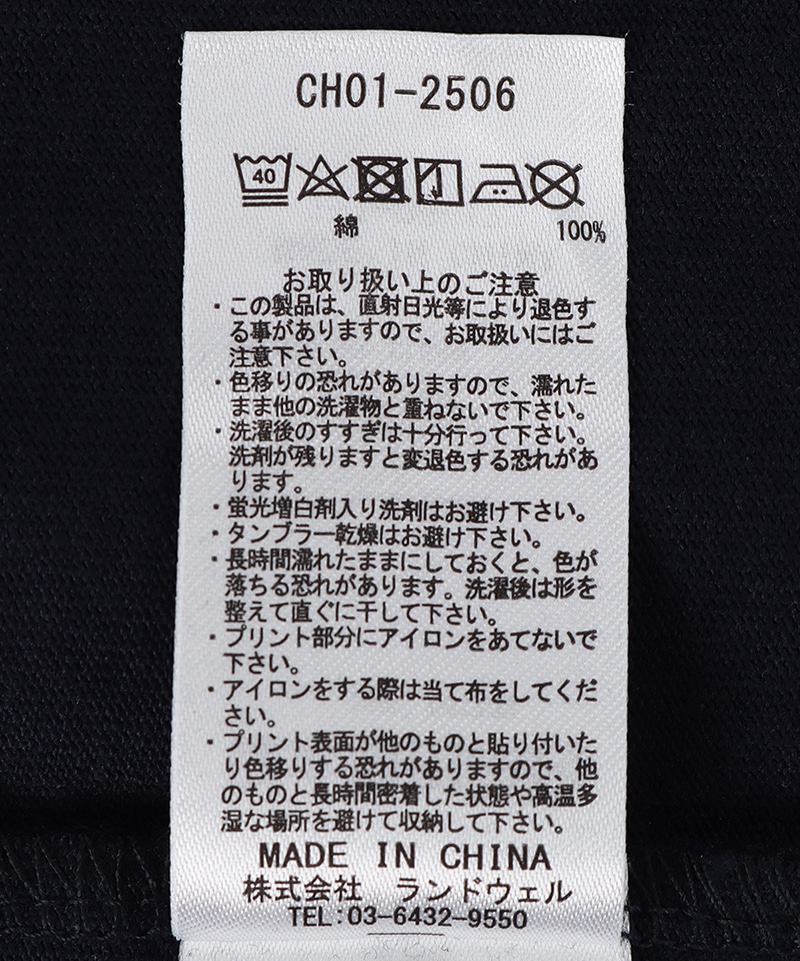 CH01-2506
40
綿 100%
お取り扱い上のご注意
・この製品は、直射日光等により退色す
る事がありますので、お取扱いにはご
注意下さい。
・色移りの恐れがありますので、濡れた
まま他の洗濯物と重ねないで下さい。
・洗濯後のすすぎは十分行って下さい。
洗剤が残りますと変退色する恐れがあ
ります。
・蛍光増白剤入り洗剤はお避け下さい。
・タンブラー乾燥はお避け下さい。
・長時間濡れたままにしておくと、色が
落ちる恐れがあります。洗濯後は形を
整えて直ぐに干して下さい。
・プリント部分にアイロンをあてないで
下さい。
・アイロンをする際は当て布をしてくだ
さい。
・プリント表面が他のものと貼り付いた
り色移りする恐れがありますので、他
のものと長時間密着した状態や高温多
湿な場所を避けて収納して下さい。
MADE IN CHINA
株式会社 ランドウェル
TEL:03-6432-9550